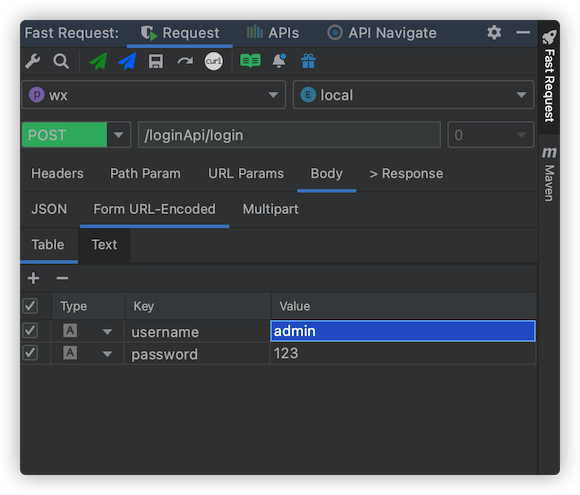 Fast Request: Request APIs API Navigate
curl
p wx E local
POST /loginApi/login 0
Headers Path Param URL Params Body > Response
JSON Form URL-Encoded Multipart
Table Text
Type Key Value
A username admin
A password 123
Fast Request
m Maven